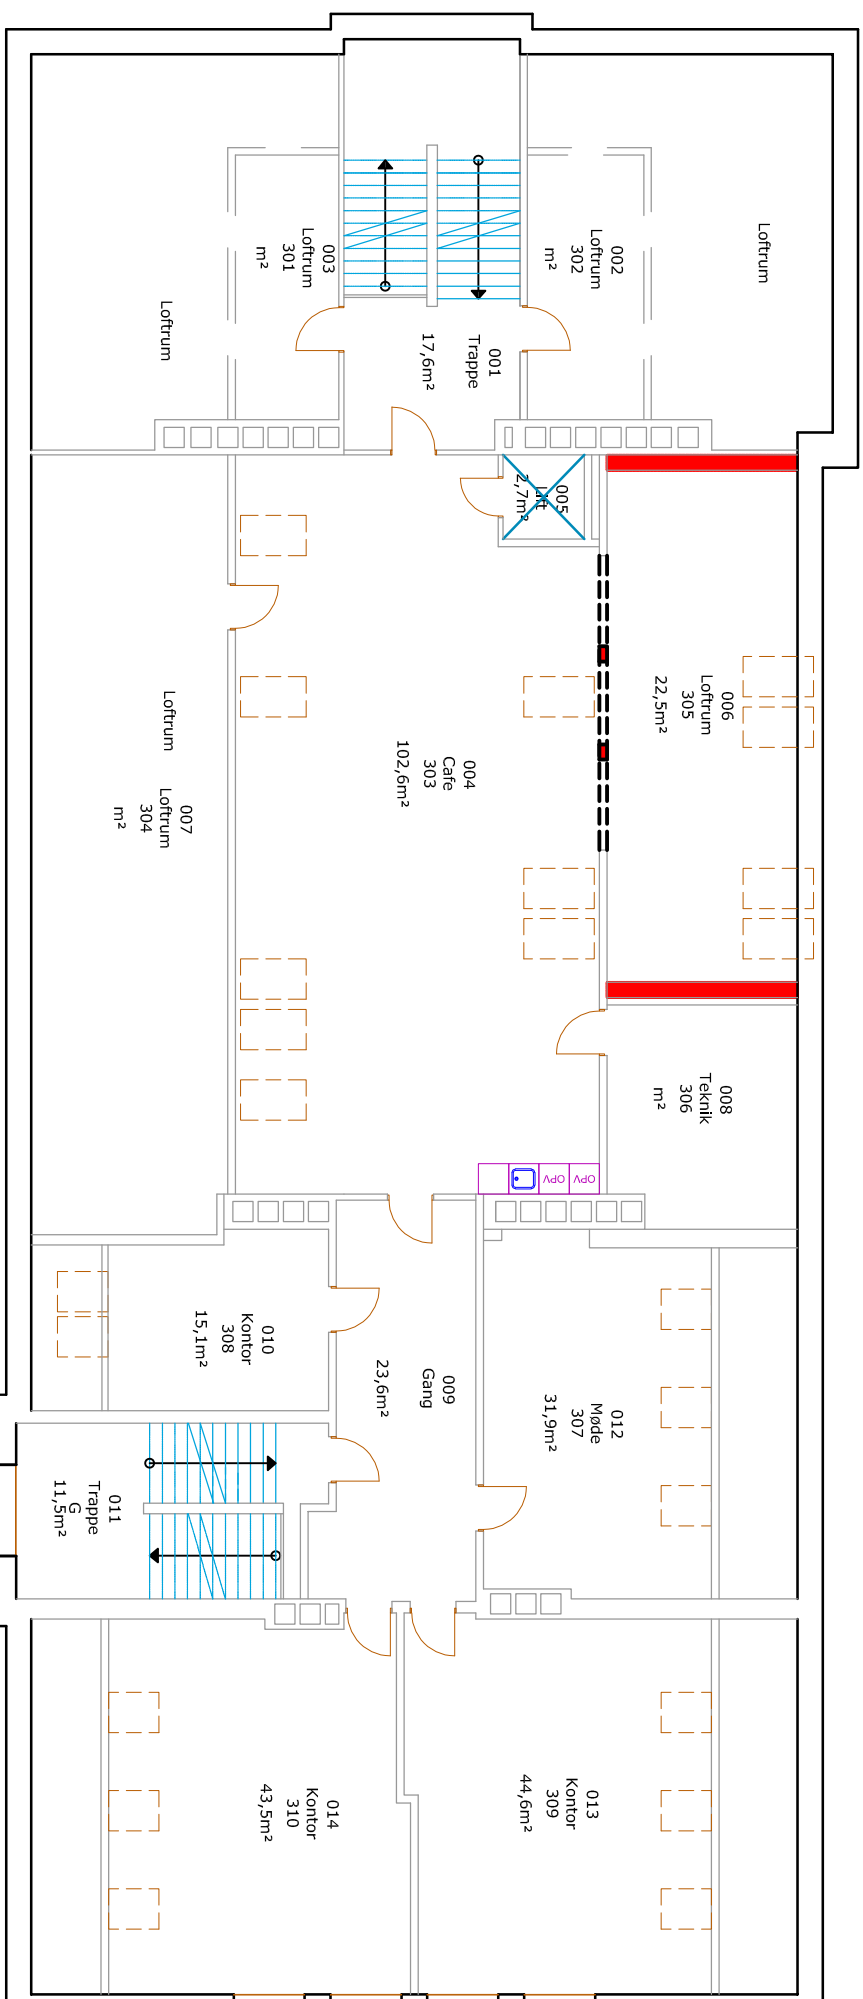 Loftrum
002
Loftrum
302
m²
003
Loftrum
301
m²
Loftrum
001
Trappe
17,6m²
005
Lift
2,7m²
006
Loftrum
305
22,5m²
004
Cafe
303
102,6m²
Loftrum
007
Loftrum
304
m²
008
Teknik
306
m²
OPV
OPV
010
Kontor
308
15,1m²
009
Gang
23,6m²
012
Møde
307
31,9m²
011
Trappe
G
11,5m²
013
Kontor
309
44,6m²
014
Kontor
310
43,5m²